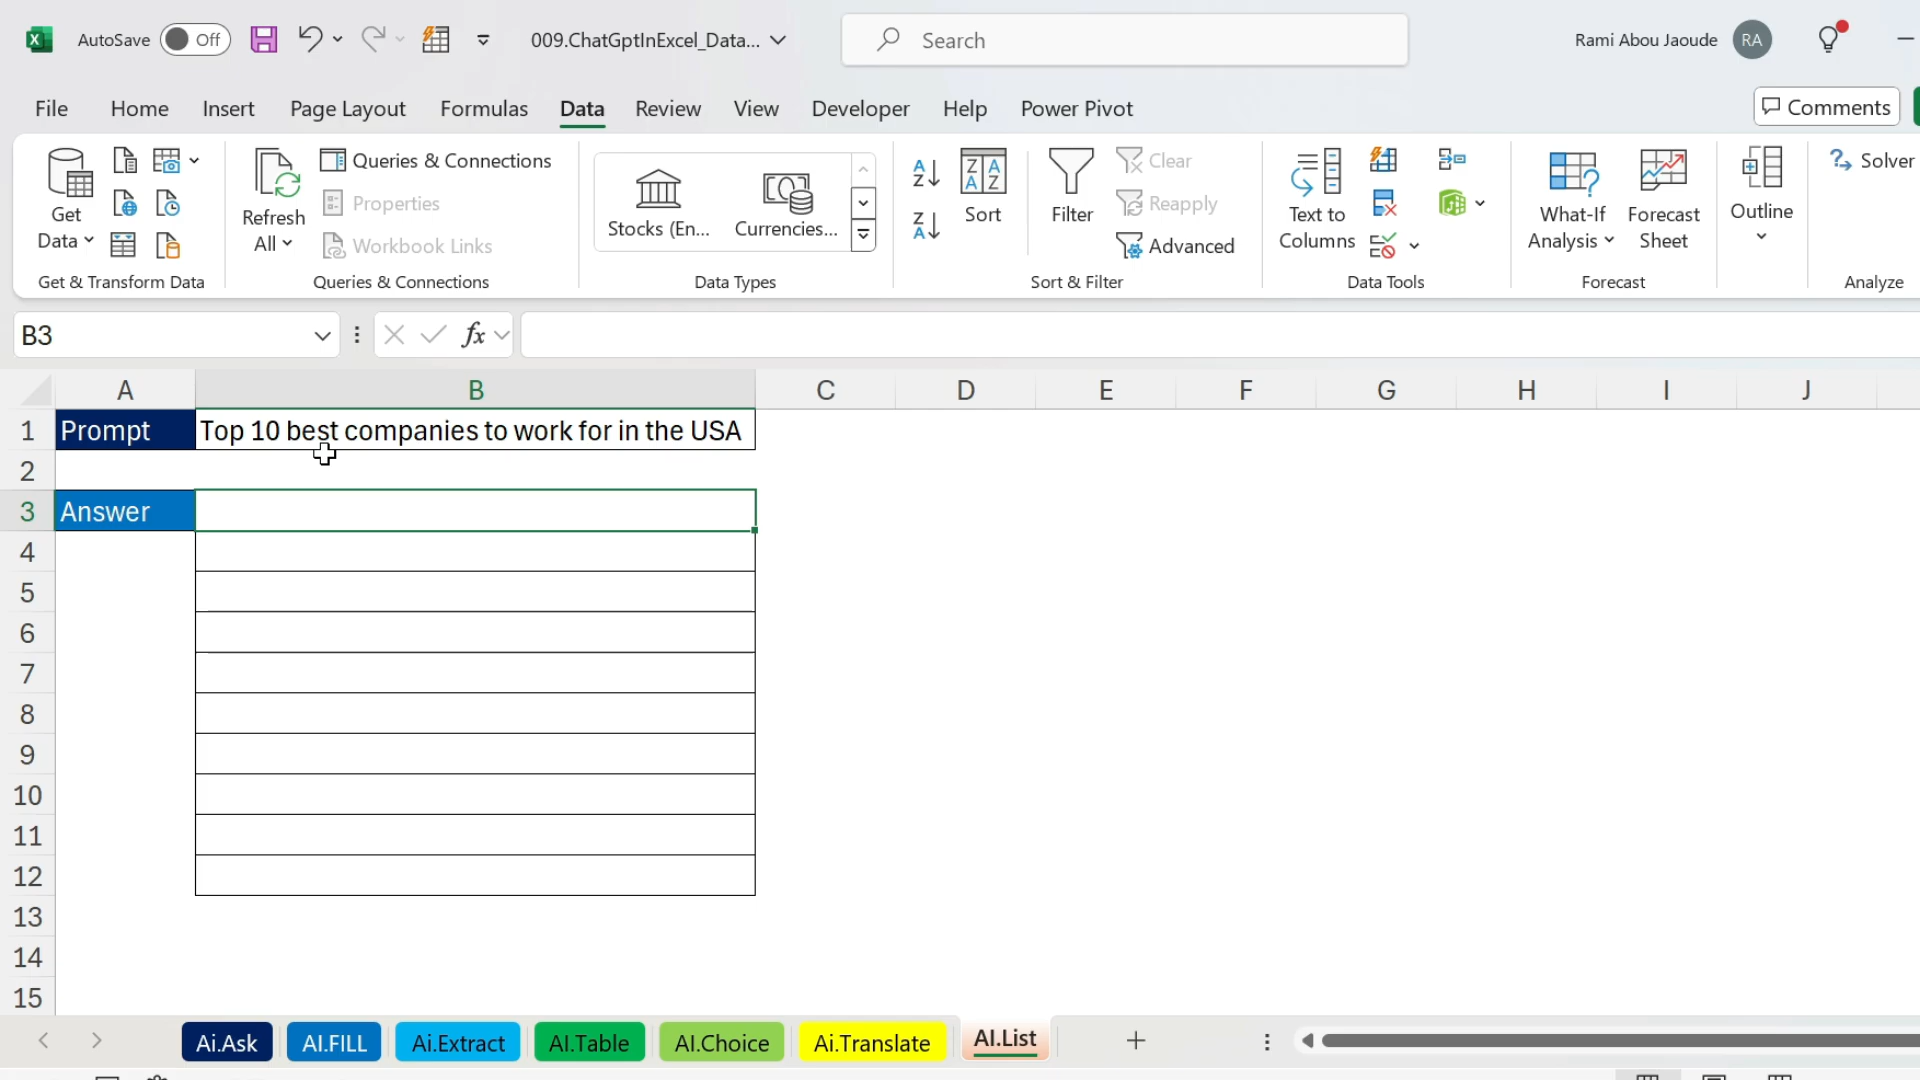 AutoSave Off 009.ChatGptInExcel_Data... Search Rami Abou Jaoude RA
File Home Insert Page Layout Formulas Data Review View Developer Help Power Pivot Comments
Get Data
Get & Transform Data
Refresh All
Queries & Connections
Properties
Workbook Links
Queries & Connections
Stocks (En...
Currencies...
Data Types
Sort
Filter
Clear
Reapply
Advanced
Sort & Filter
Text to Columns
Data Tools
What-If Analysis
Forecast Sheet
Forecast
Outline
Solver
Analyze
B3 fx
A B C D E F G H I J
1 Prompt Top 10 best companies to work for in the USA
2
3 Answer
4
5
6
7
8
9
10
11
12
13
14
15
Ai.Ask AI.FILL Ai.Extract AI.Table AI.Choice Ai.Translate AI.List